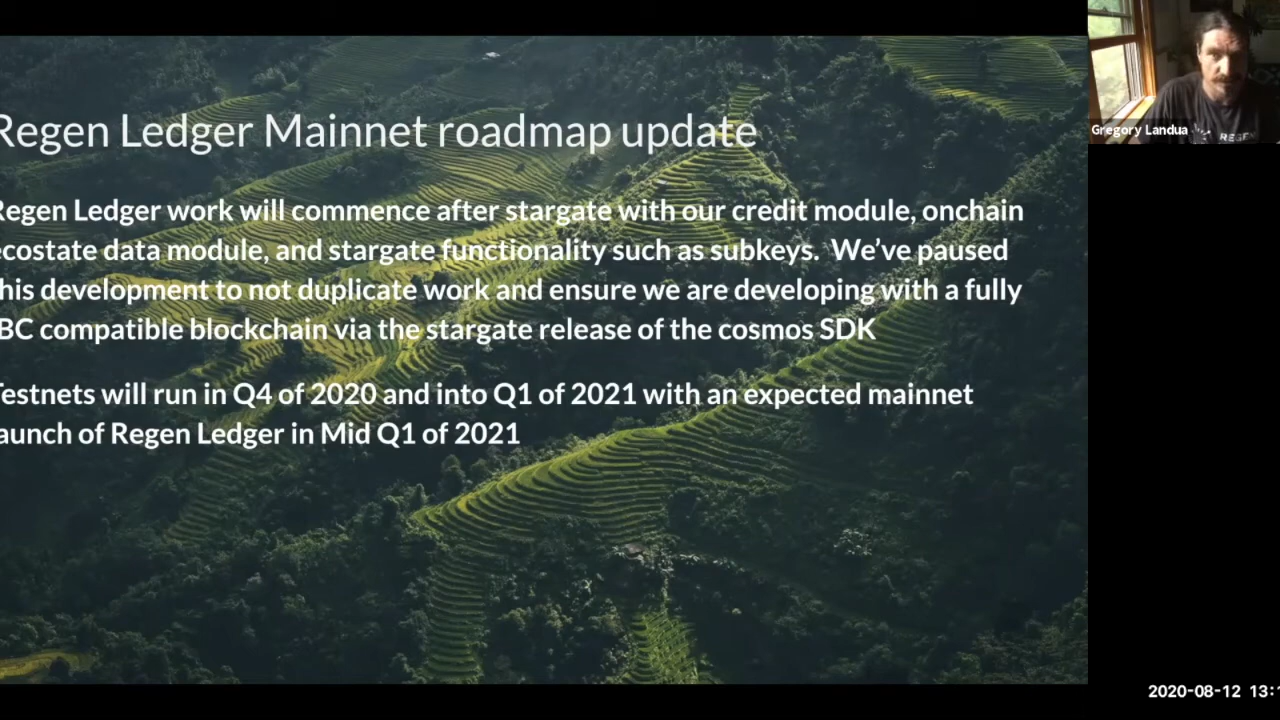 Regen Ledger Mainnet roadmap update
Regen Ledger work will commence after stargate with our credit module, onchain
ecostate data module, and stargate functionality such as subkeys. We’ve paused
his development to not duplicate work and ensure we are developing with a fully
BC compatible blockchain via the stargate release of the cosmos SDK
Testnets will run in Q4 of 2020 and into Q1 of 2021 with an expected mainnet
aunch of Regen Ledger in Mid Q1 of 2021
Gregory Landua
REGE
2020-08-12 13: